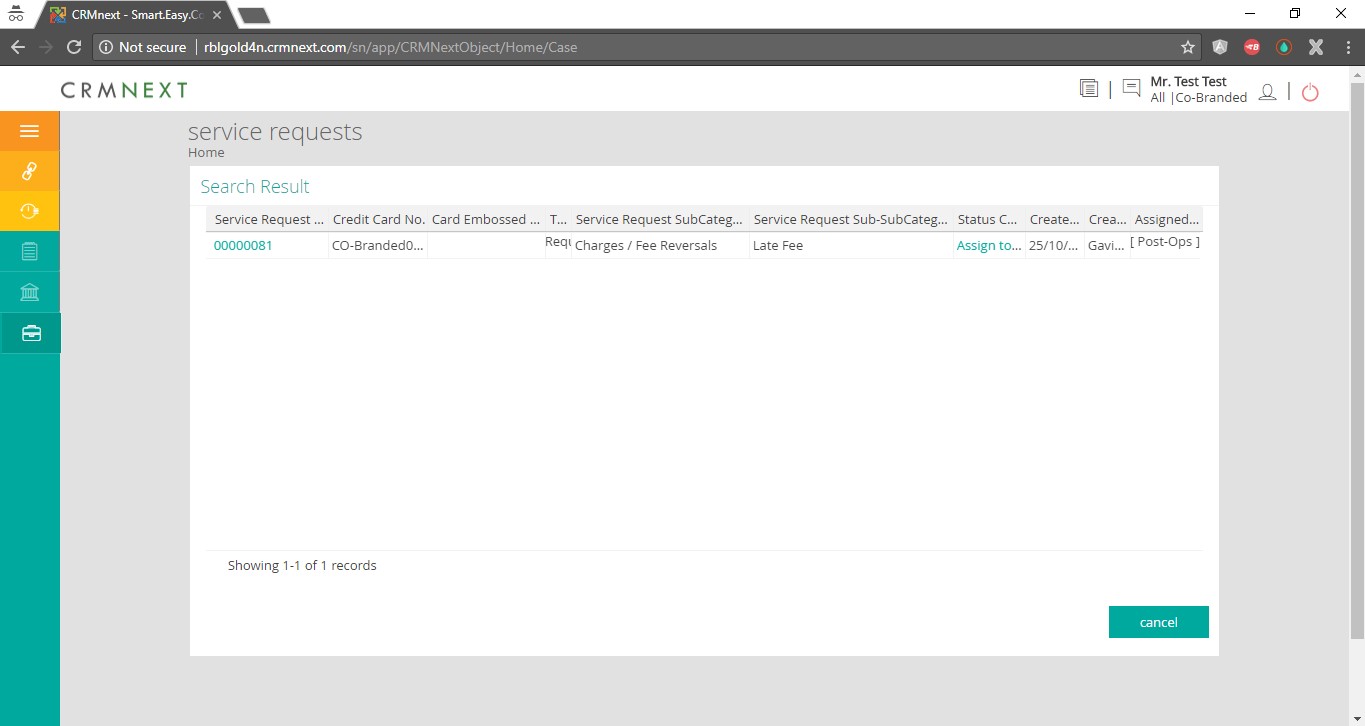 CRMnext - Smart.Easy.Co
Not secure | rblgold4n.crmnext.com/sn/app/CRMNextObject/Home/Case
CRMNEXT
Mr. Test Test
All |Co-Branded
service requests
Home
Search Result
Service Request ... Credit Card No. Card Embossed ... T... Service Request SubCateg... Service Request Sub-SubCateg... Status C... Create... Crea... Assigned...
00000081 CO-Branded0... Requ Charges / Fee Reversals Late Fee Assign to... 25/10/... Gavi... [ Post-Ops ]
Showing 1-1 of 1 records
cancel